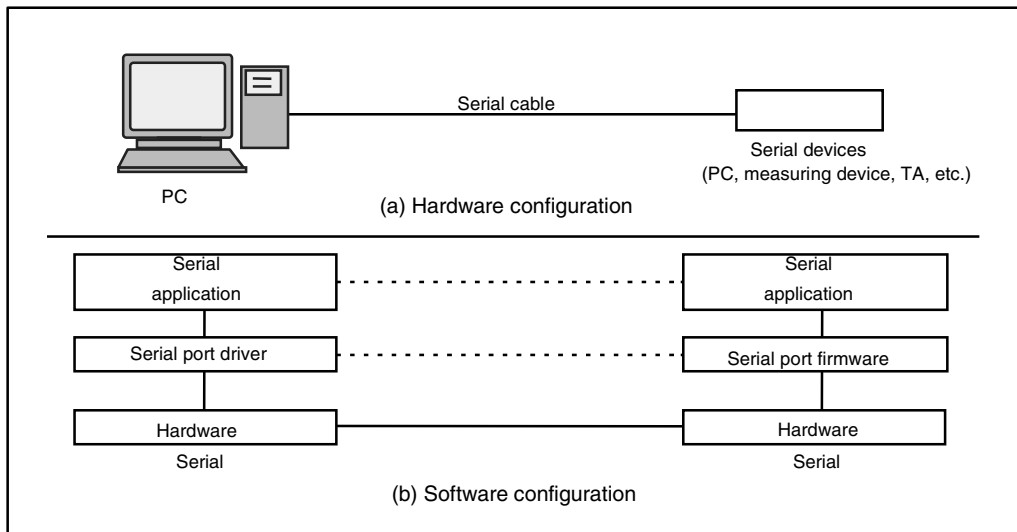 Serial cable
PC
Serial devices
(PC, measuring device, TA, etc.)
(a) Hardware configuration
Serial
application
Serial
application
Serial port driver
Serial port firmware
Hardware
Hardware
Serial
Serial
(b) Software configuration